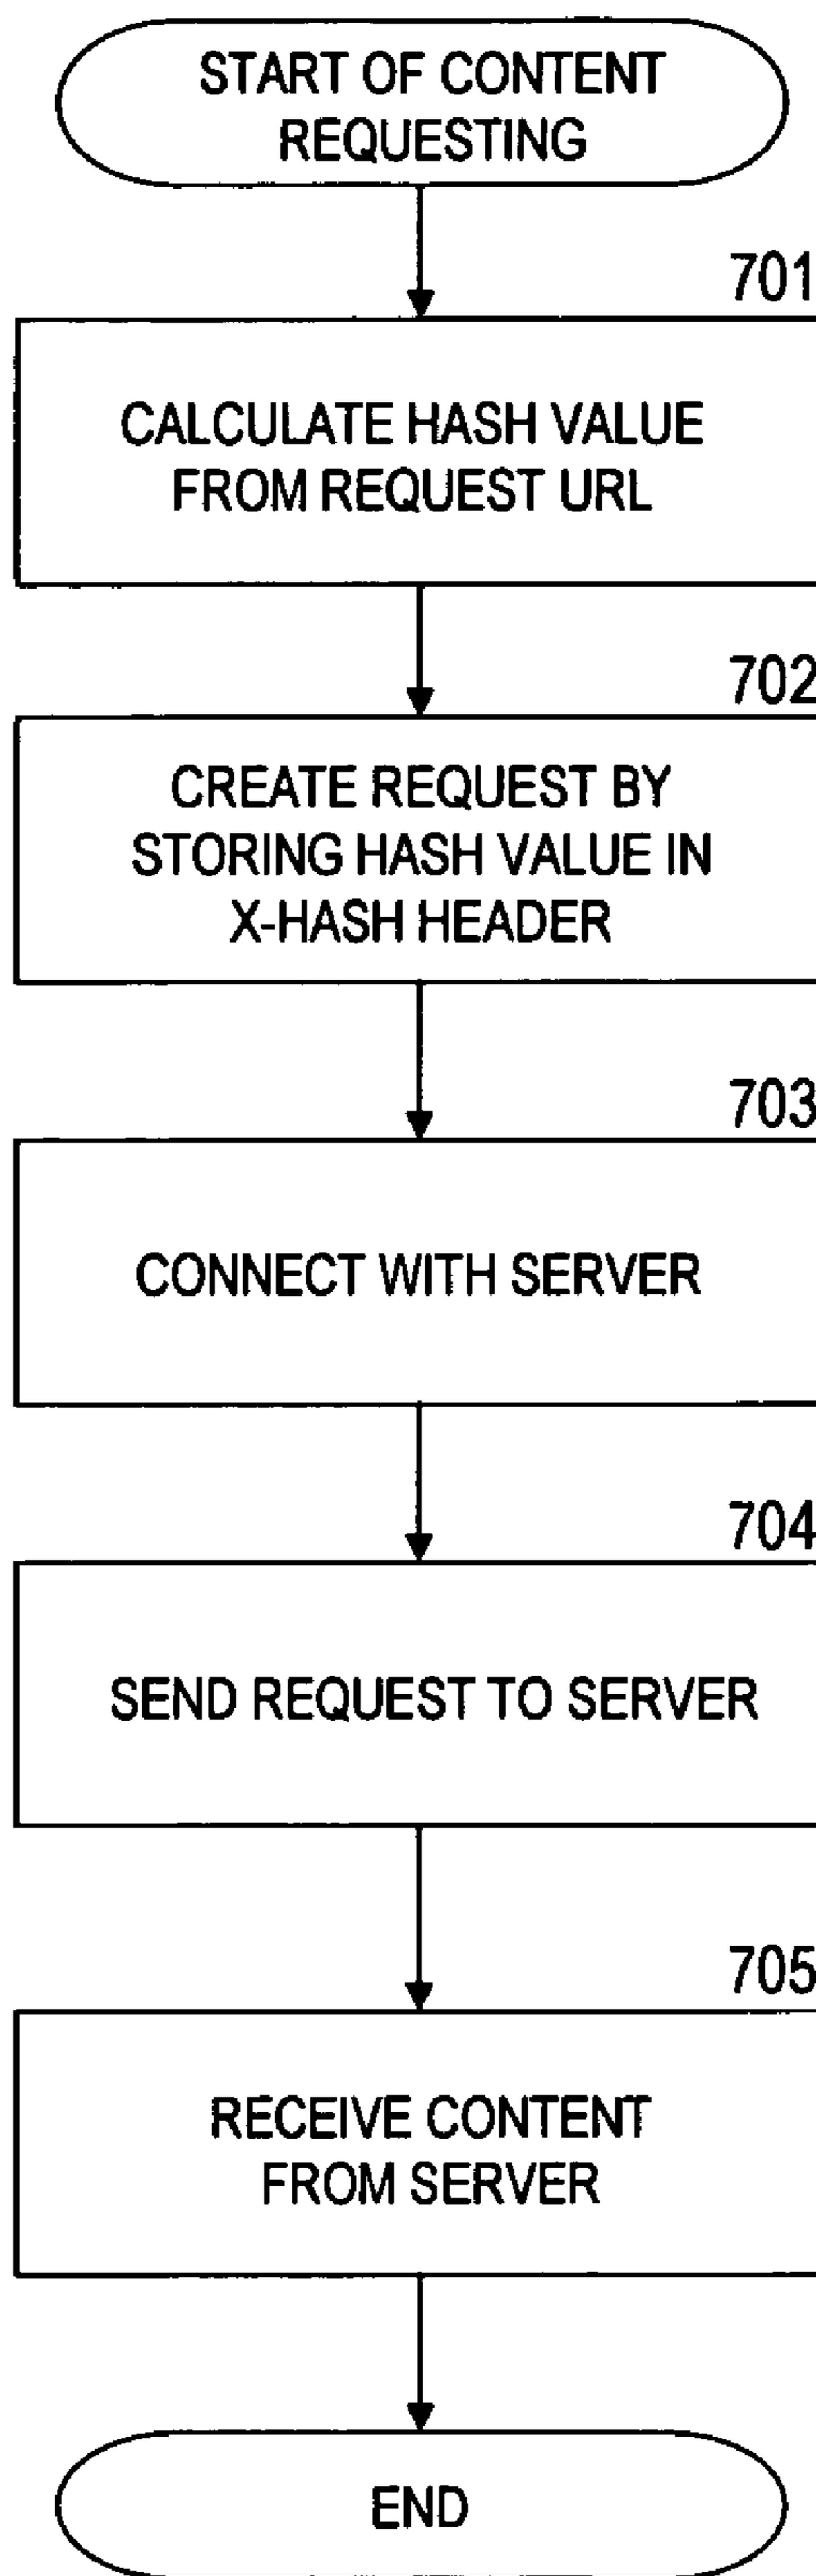 START OF CONTENT
REQUESTING
701
CALCULATE HASH VALUE
FROM REQUEST URL
702
CREATE REQUEST BY
STORING HASH VALUE IN
X-HASH HEADER
703
CONNECT WITH SERVER
704
SEND REQUEST TO SERVER
705
RECEIVE CONTENT
FROM SERVER
END